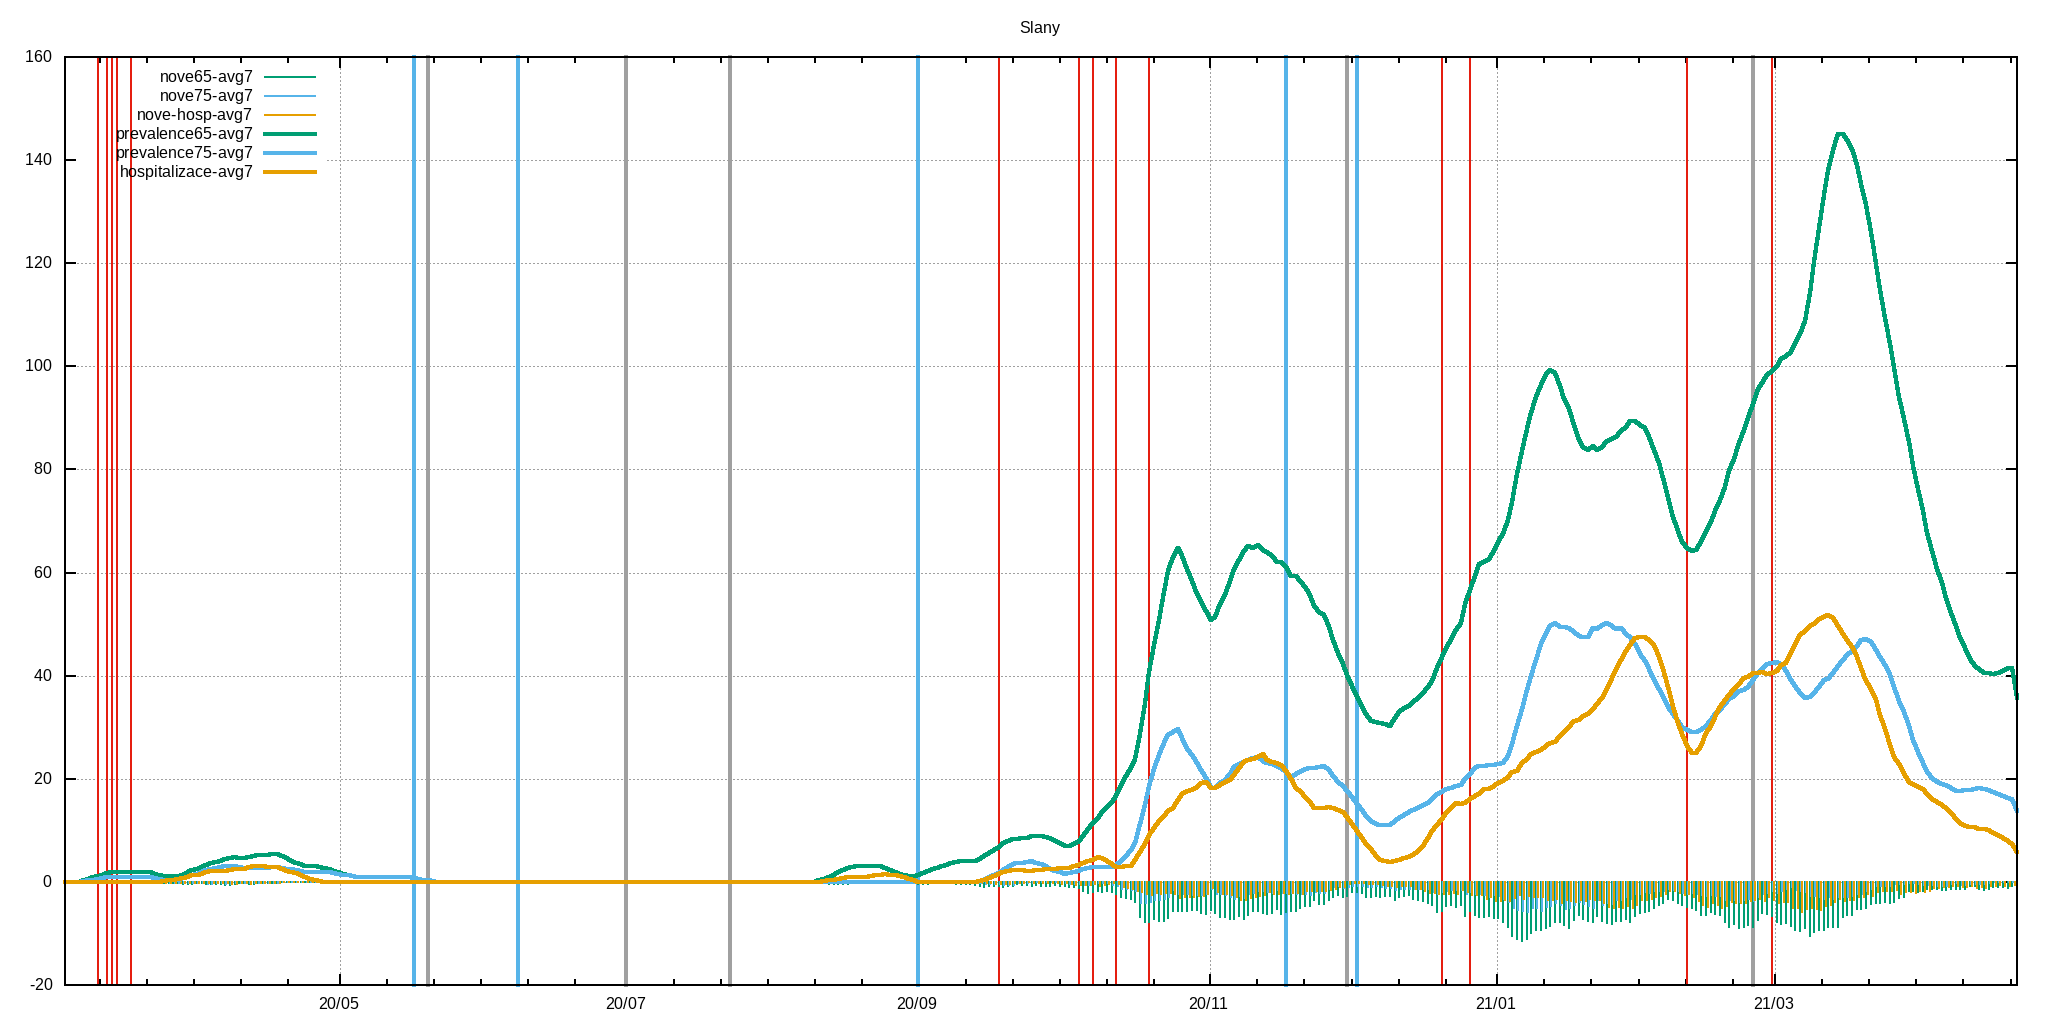 Slany
160
140
120
100
80
60
40
20
0
-20
nove65-avg7
nove75-avg7
nove-hosp-avg7
prevalence65-avg7
prevalence75-avg7
hospitalizace-avg7
20/05 20/07 20/09 20/11 21/01 21/03